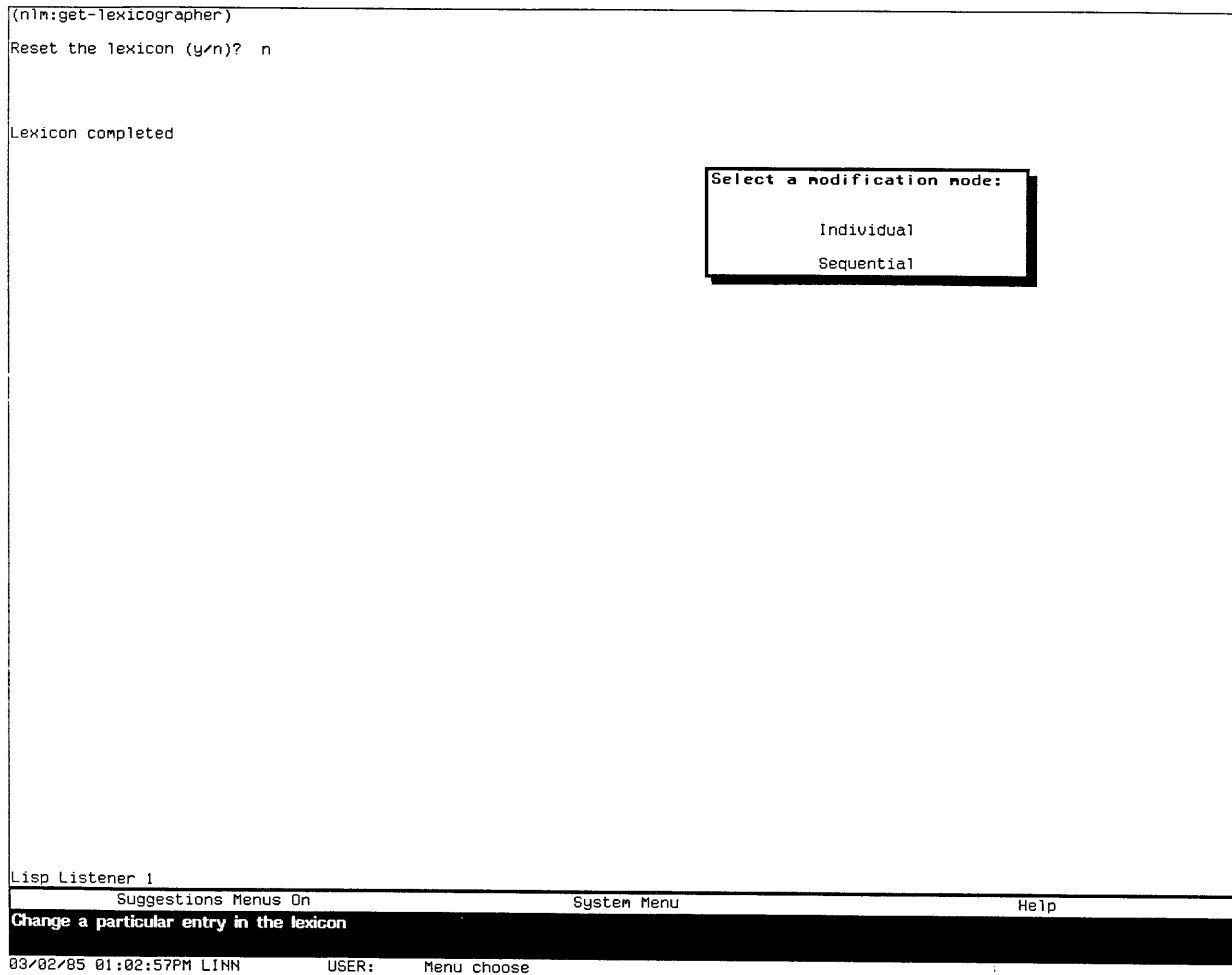 (nlm:get-lexicographer)
Reset the lexicon (y/n)?  n
Lexicon completed
Select a modification mode:
Individual
Sequential
Lisp Listener 1
Suggestions Menus On System Menu Help
Change a particular entry in the lexicon
03/02/85 01:02:57PM LINN USER: Menu choose